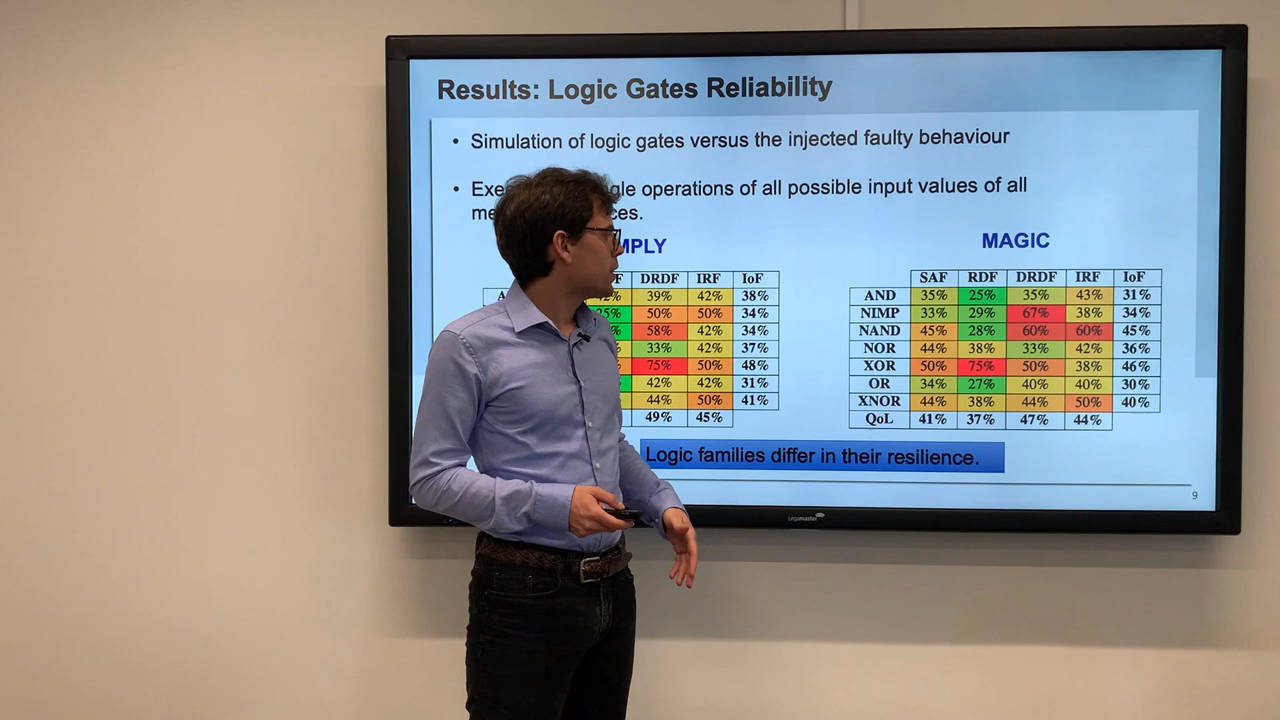 Results: Logic Gates Reliability
• Simulation of logic gates versus the injected faulty behaviour
• operations of all possible input values of all
MAGIC
DRDF IRF IoF
39% 42% 38%
50% 50% 34%
58% 42% 34%
33% 42% 37%
75% 50% 48%
42% 42% 31%
44% 50% 41%
49% 45%
SAF RDF DRDF IRF IoF
AND 35% 25% 35% 43% 31%
NIMP 33% 29% 67% 38% 34%
NAND 45% 28% 60% 60% 45%
NOR 44% 38% 33% 42% 36%
XOR 50% 75% 50% 38% 46%
OR 34% 27% 40% 40% 30%
XNOR 44% 38% 44% 50% 40%
QoL 41% 37% 47% 44%
Logic families differ in their resilience.
9
Legamaster